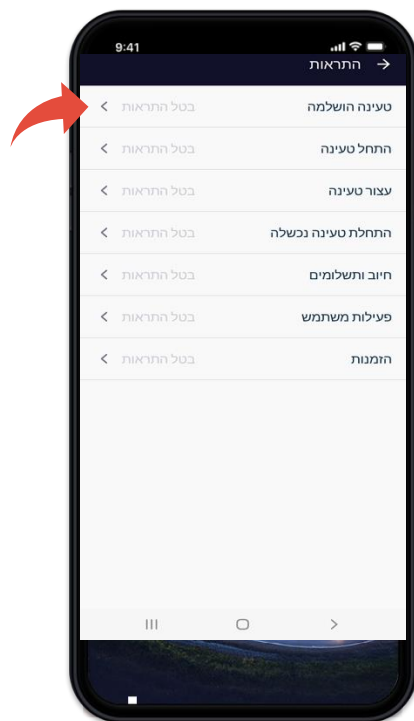 9:41
התראות
טעינה הושלמה בטל התראות
התחל טעינה בטל התראות
עצור טעינה בטל התראות
התחלת טעינה נכשלה בטל התראות
חיוב ותשלומים בטל התראות
פעילות משתמש בטל התראות
הזמנות בטל התראות